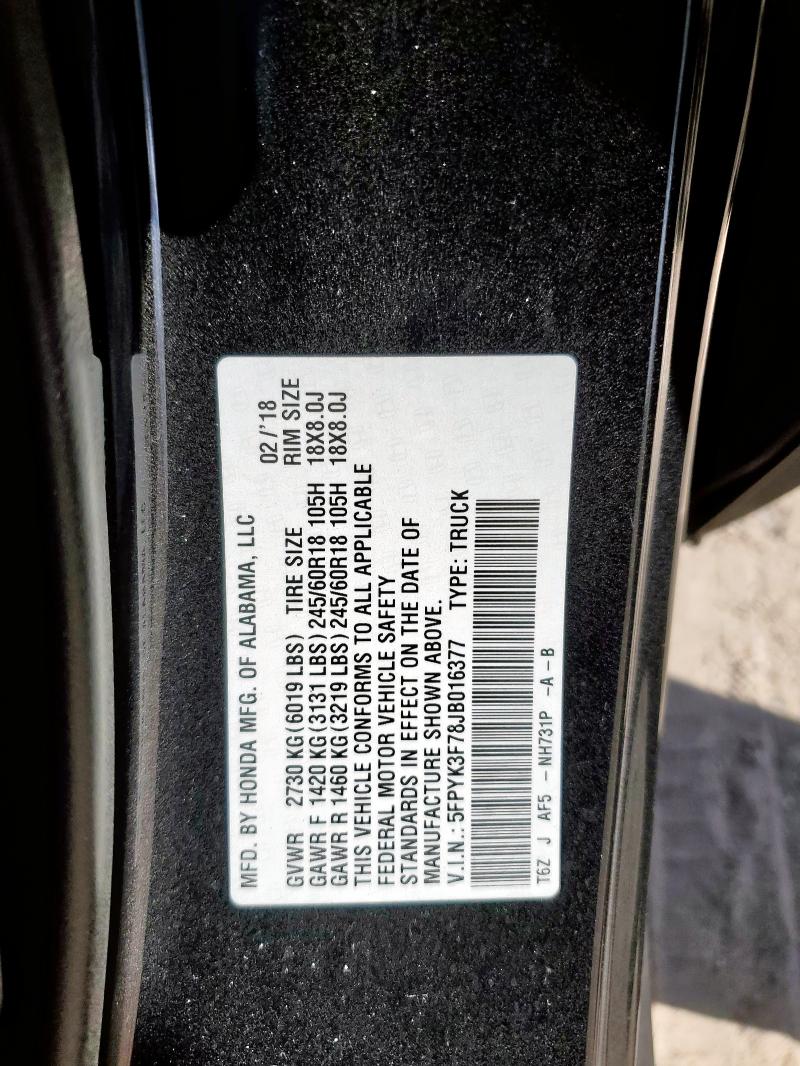 MFD. BY HONDA MFG. OF ALABAMA, LLC
02/'18
GVWR 2730 KG(6019 LBS) TIRE SIZE RIM SIZE
GAWR F 1420 KG(3131 LBS) 245/60R18 105H 18X8.0J
GAWR R 1460 KG(3219 LBS) 245/60R18 105H 18X8.0J
THIS VEHICLE CONFORMS TO ALL APPLICABLE
FEDERAL MOTOR VEHICLE SAFETY
STANDARDS IN EFFECT ON THE DATE OF
MANUFACTURE SHOWN ABOVE.
V.I.N.: 5FPYK3F78JB016377 TYPE: TRUCK
T6Z J AF5 -NH731P -A-B